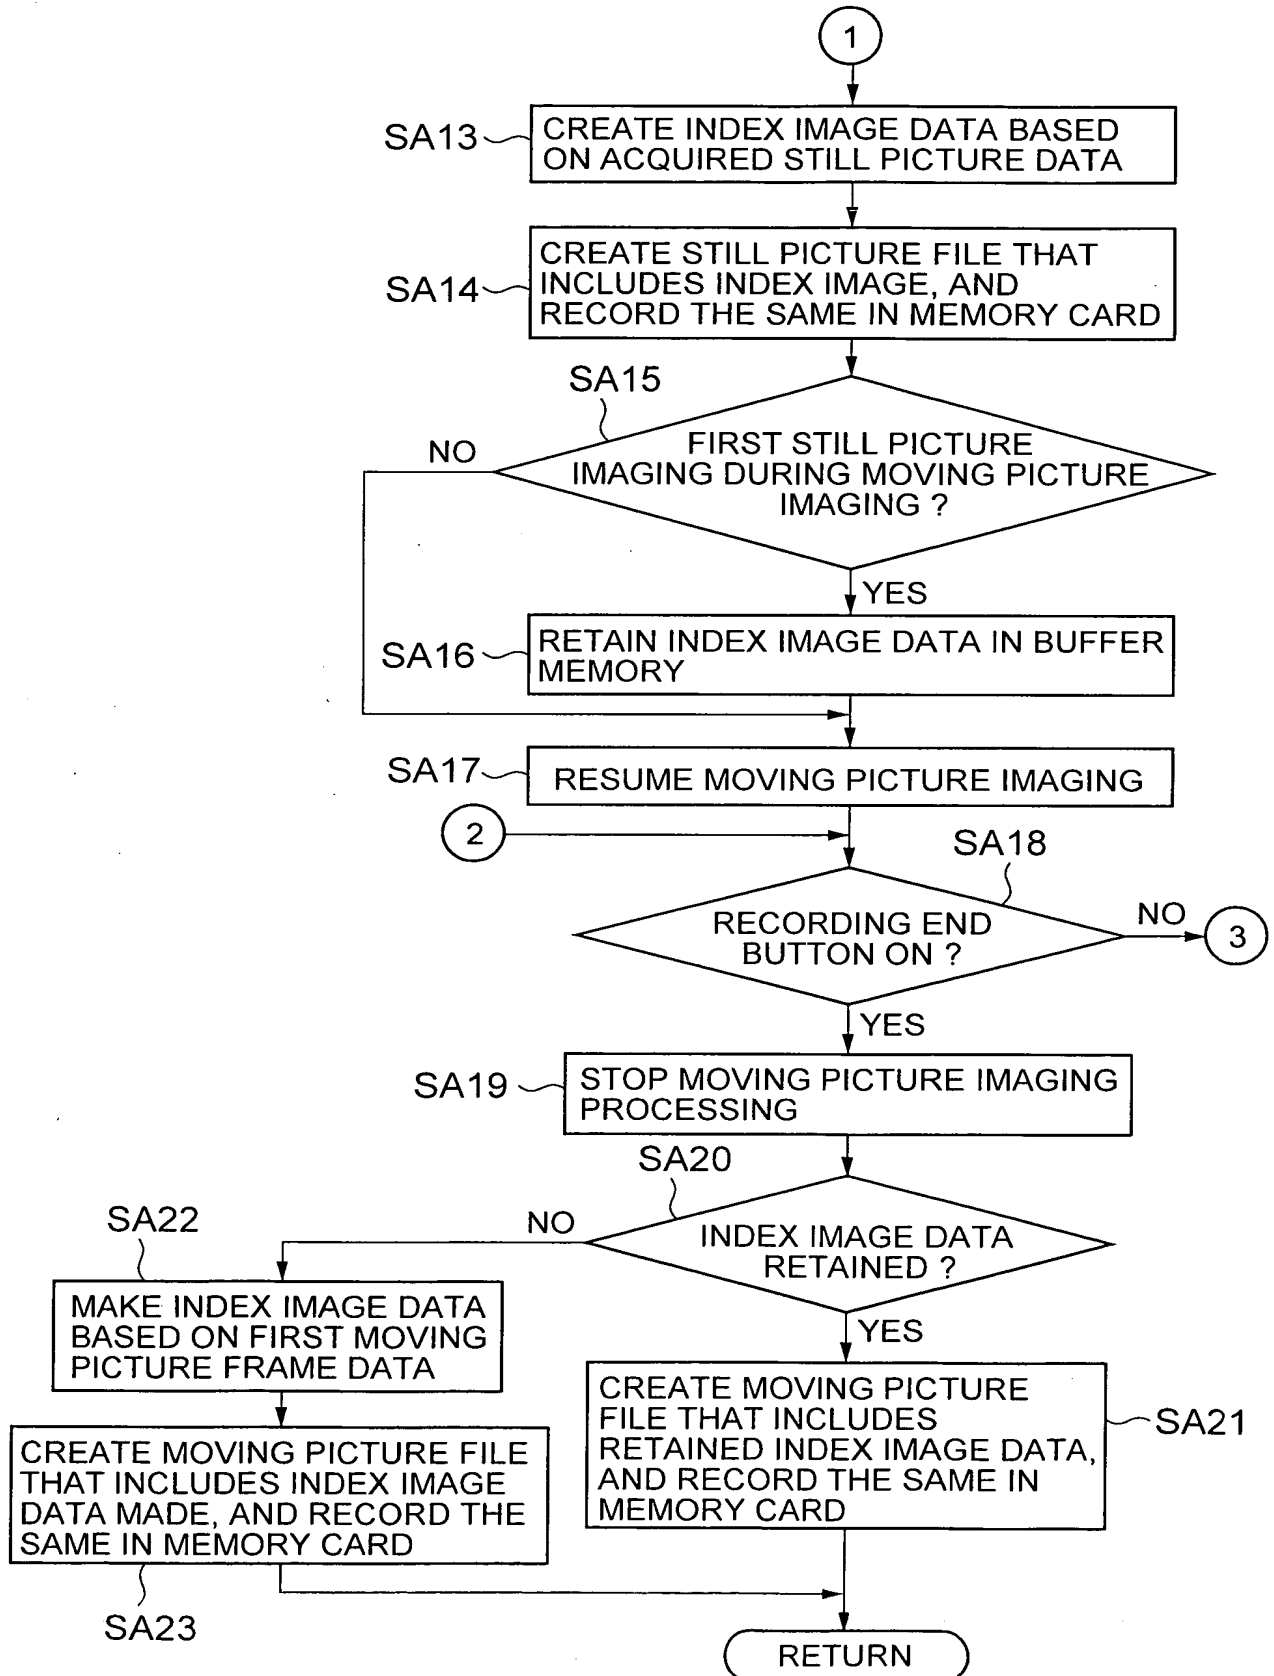 1
SA13
CREATE INDEX IMAGE DATA BASED
ON ACQUIRED STILL PICTURE DATA
SA14
CREATE STILL PICTURE FILE THAT
INCLUDES INDEX IMAGE, AND
RECORD THE SAME IN MEMORY CARD
SA15
NO
FIRST STILL PICTURE
IMAGING DURING MOVING PICTURE
IMAGING ?
YES
SA16
RETAIN INDEX IMAGE DATA IN BUFFER
MEMORY
SA17
RESUME MOVING PICTURE IMAGING
2
SA18
RECORDING END
BUTTON ON ?
NO
3
YES
SA19
STOP MOVING PICTURE IMAGING
PROCESSING
SA20
NO
INDEX IMAGE DATA
RETAINED ?
YES
SA22
MAKE INDEX IMAGE DATA
BASED ON FIRST MOVING
PICTURE FRAME DATA
CREATE MOVING PICTURE
FILE THAT INCLUDES
RETAINED INDEX IMAGE DATA,
AND RECORD THE SAME IN
MEMORY CARD
SA21
CREATE MOVING PICTURE FILE
THAT INCLUDES INDEX IMAGE
DATA MADE, AND RECORD THE
SAME IN MEMORY CARD
SA23
RETURN